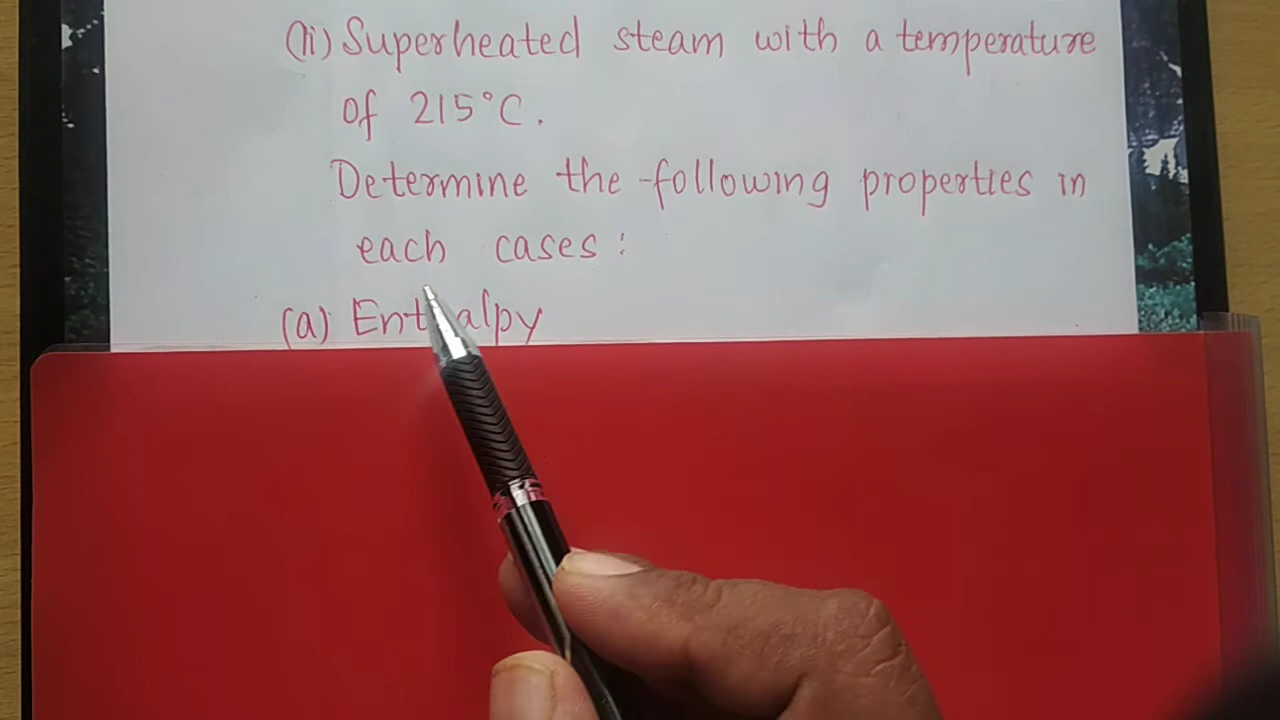 (ii) Superheated steam with a temperature
of 215°C.
Determine the following properties in
each cases:
(a) Enthalpy